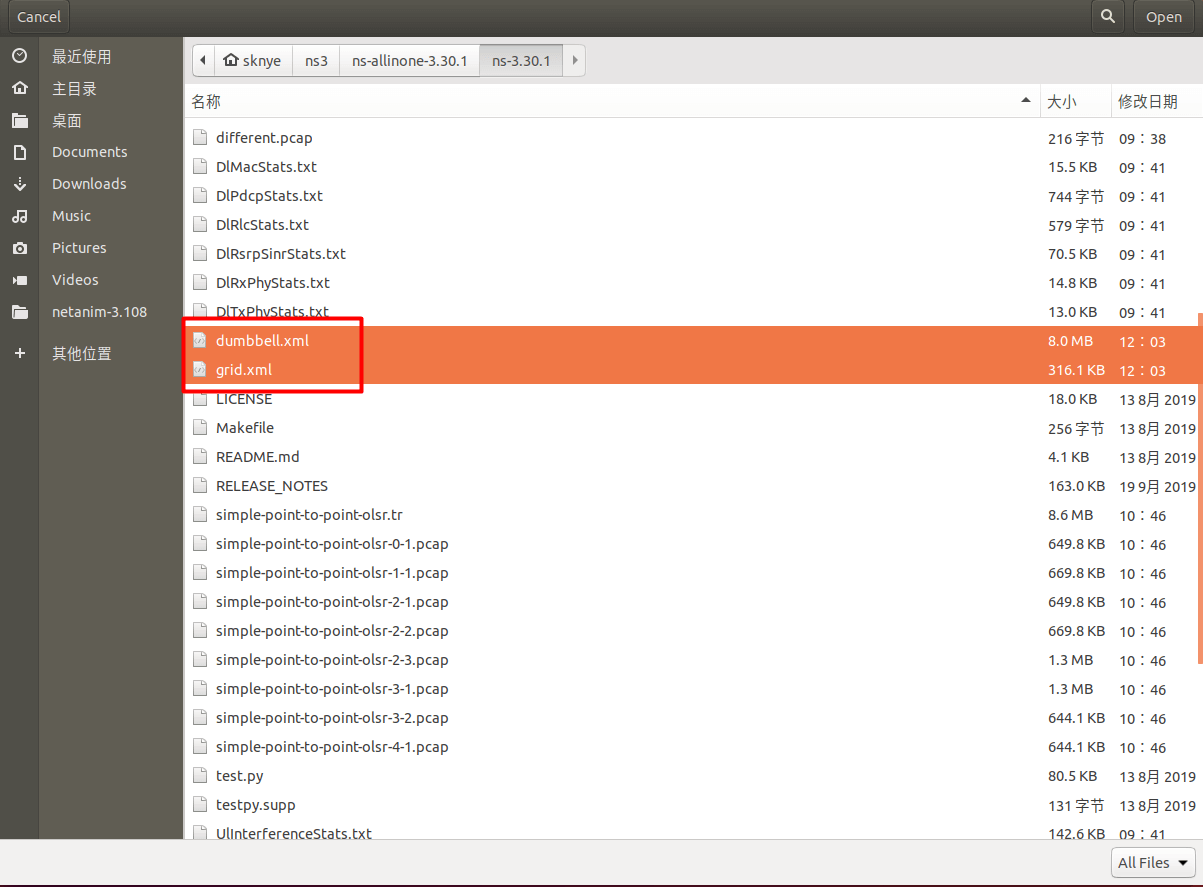 Cancel Open
最近使用
主目录
桌面
Documents
Downloads
Music
Pictures
Videos
netanim-3.108
其他位置
sknye ns3 ns-allinone-3.30.1 ns-3.30.1
名称 大小 修改日期
different.pcap 216 字节 09：38
DlMacStats.txt 15.5 KB 09：41
DlPdcpStats.txt 744 字节 09：41
DlRlcStats.txt 579 字节 09：41
DlRsrpSinrStats.txt 70.5 KB 09：41
DlRxPhyStats.txt 14.8 KB 09：41
DlTxPhyStats.txt 13.0 KB 09：41
dumbbell.xml 8.0 MB 12：03
grid.xml 316.1 KB 12：03
LICENSE 18.0 KB 13 8月 2019
Makefile 256 字节 13 8月 2019
README.md 4.1 KB 13 8月 2019
RELEASE_NOTES 163.0 KB 19 9月 2019
simple-point-to-point-olsr.tr 8.6 MB 10：46
simple-point-to-point-olsr-0-1.pcap 649.8 KB 10：46
simple-point-to-point-olsr-1-1.pcap 669.8 KB 10：46
simple-point-to-point-olsr-2-1.pcap 649.8 KB 10：46
simple-point-to-point-olsr-2-2.pcap 669.8 KB 10：46
simple-point-to-point-olsr-2-3.pcap 1.3 MB 10：46
simple-point-to-point-olsr-3-1.pcap 1.3 MB 10：46
simple-point-to-point-olsr-3-2.pcap 644.1 KB 10：46
simple-point-to-point-olsr-4-1.pcap 644.1 KB 10：46
test.py 80.5 KB 13 8月 2019
testpy.supp 131 字节 13 8月 2019
UlInterferenceStats.txt 142.6 KB 09：41
All Files